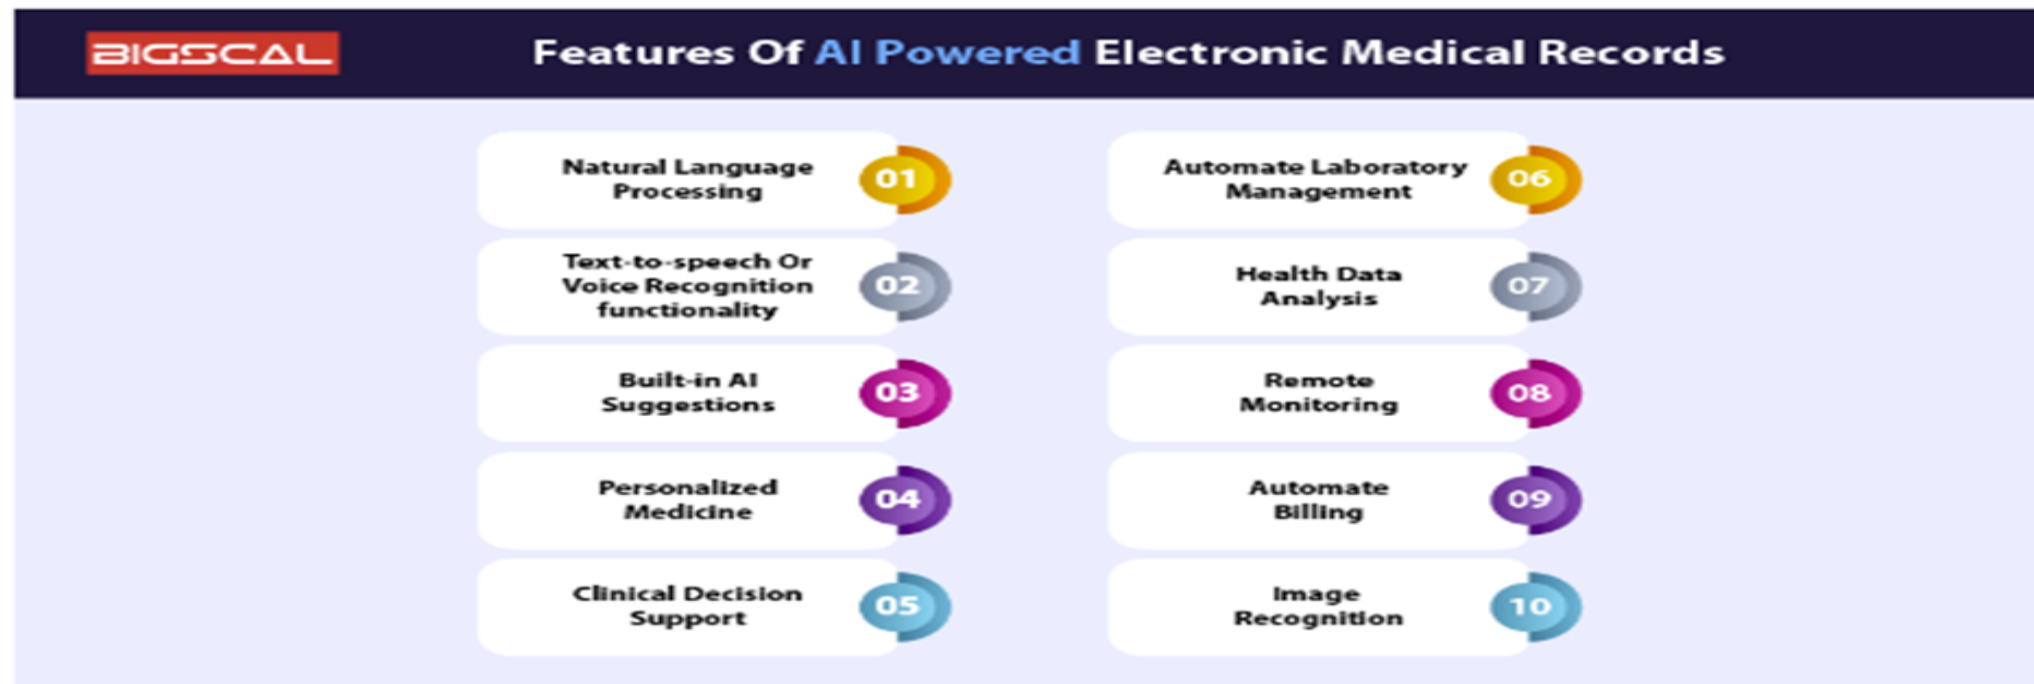 BIGSCAL
Features Of AI Powered Electronic Medical Records
Natural Language
Processing
01
Text-to-speech Or
Voice Recognition
functionality
02
Built-in AI
Suggestions
03
Personalized
Medicine
04
Clinical Decision
Support
05
Automate Laboratory
Management
06
Health Data
Analysis
07
Remote
Monitoring
08
Automate
Billing
09
Image
Recognition
10